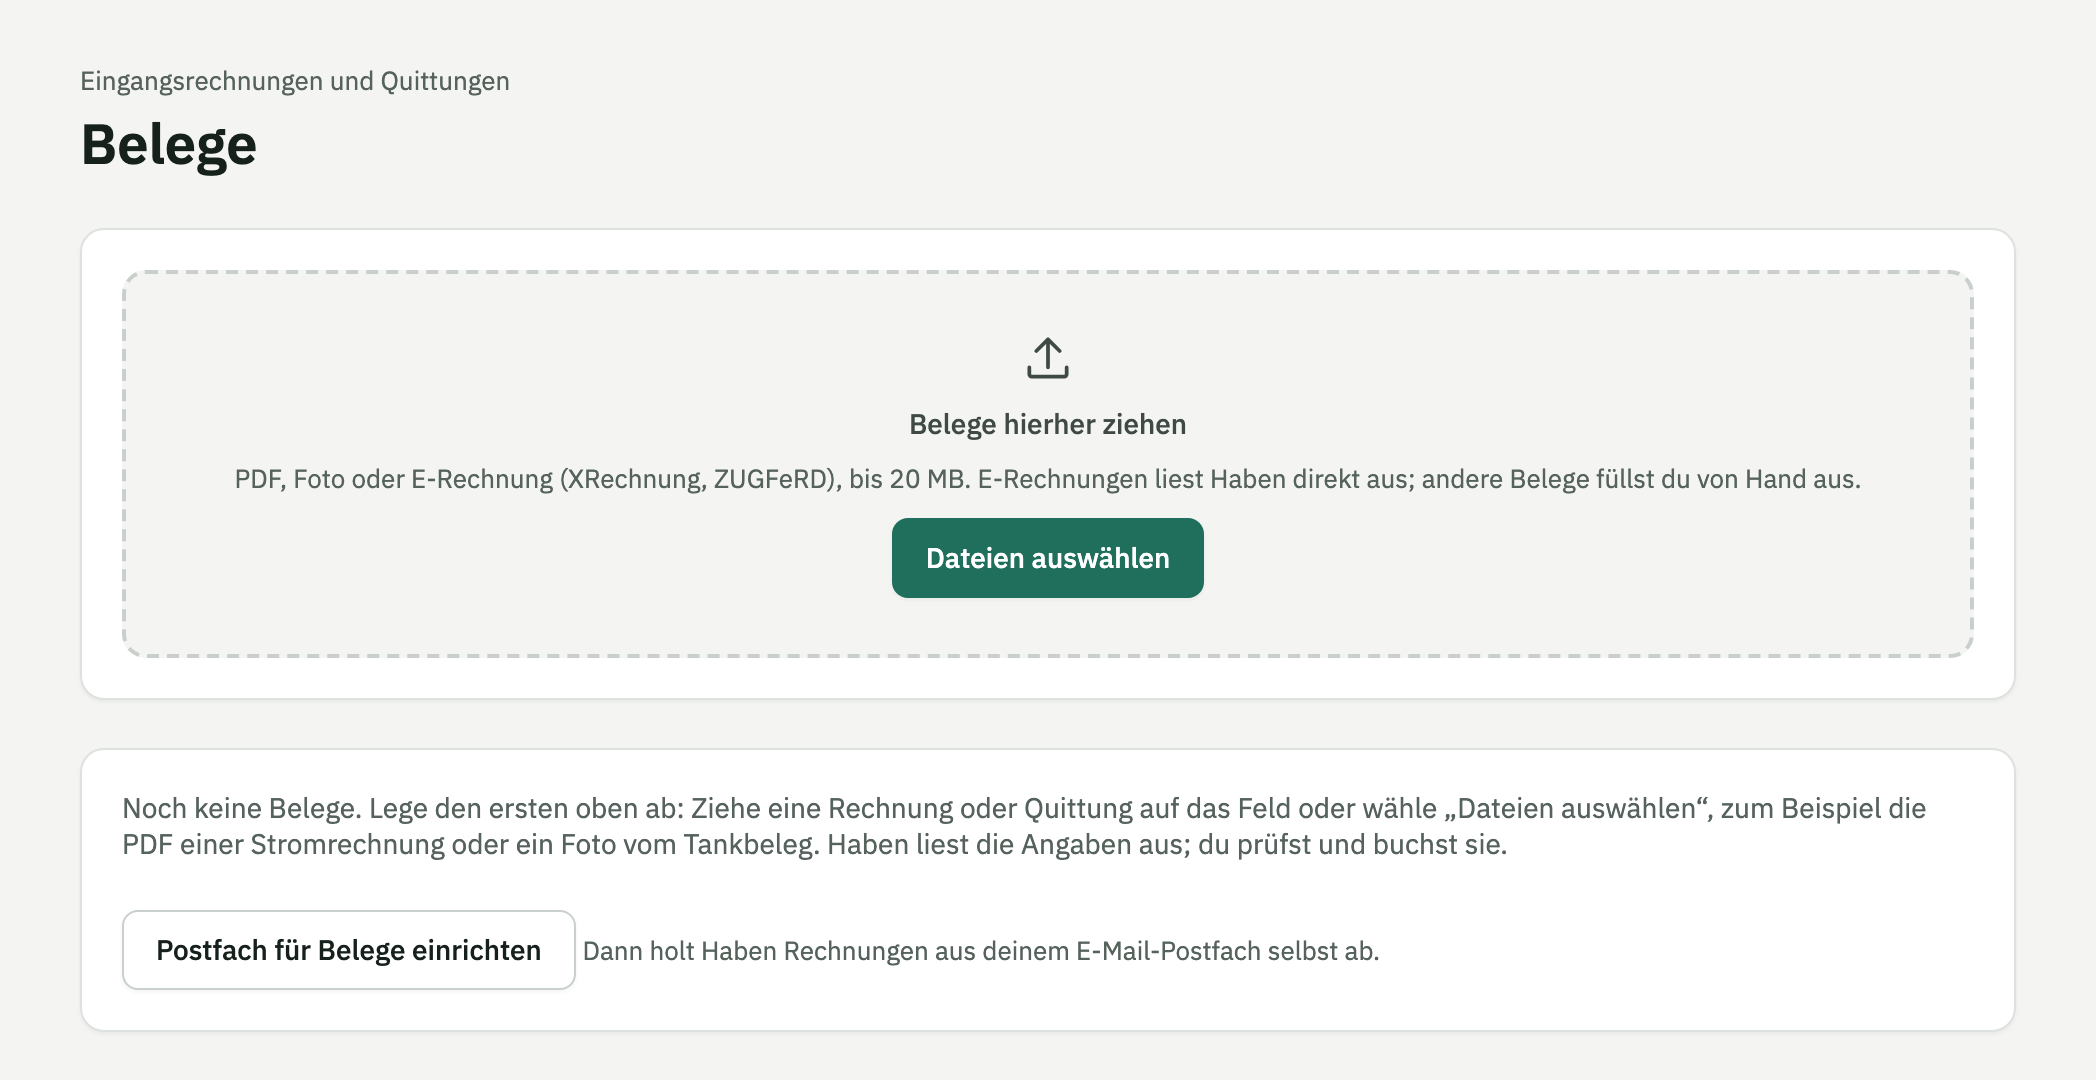 Eingangsrechnungen und Quittungen
Belege
Belege hierher ziehen
PDF, Foto oder E-Rechnung (XRechnung, ZUGFeRD), bis 20 MB. E-Rechnungen liest Haben direkt aus; andere Belege füllst du von Hand aus.
Dateien auswählen
Noch keine Belege. Lege den ersten oben ab: Ziehe eine Rechnung oder Quittung auf das Feld oder wähle „Dateien auswählen“, zum Beispiel die
PDF einer Stromrechnung oder ein Foto vom Tankbeleg. Haben liest die Angaben aus; du prüfst und buchst sie.
Postfach für Belege einrichten Dann holt Haben Rechnungen aus deinem E-Mail-Postfach selbst ab.